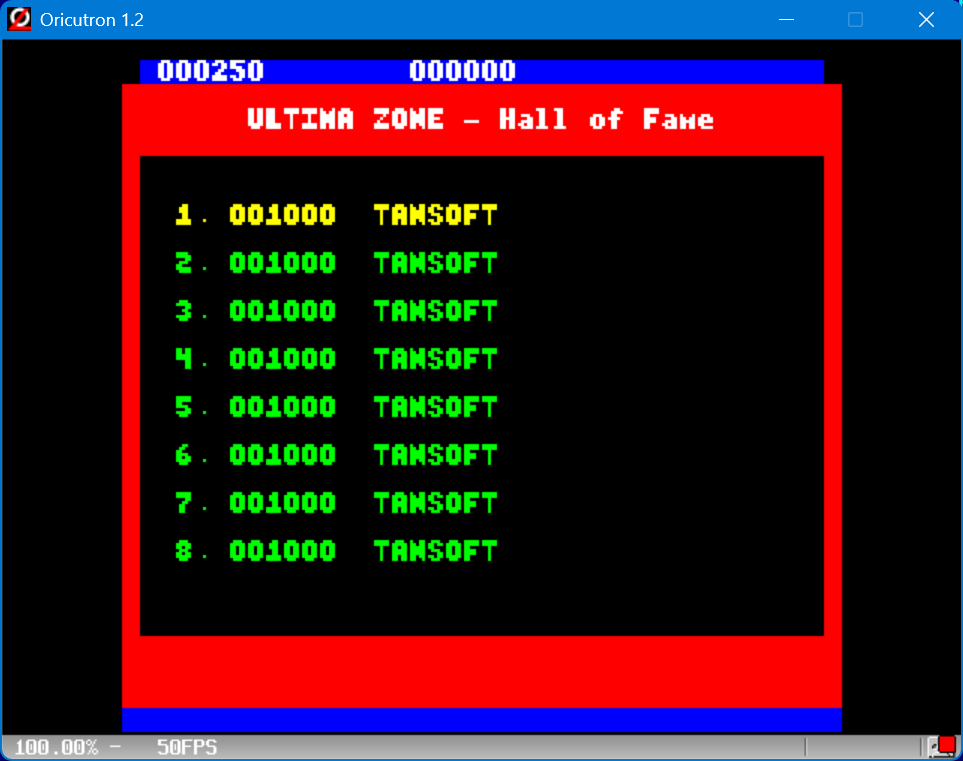 Oricutron 1.2
000250 000000
ULTIMA ZONE - Hall of Fame
1. 001000 TANSOFT
2. 001000 TANSOFT
3. 001000 TANSOFT
4. 001000 TANSOFT
5. 001000 TANSOFT
6. 001000 TANSOFT
7. 001000 TANSOFT
8. 001000 TANSOFT
100.00% - 50FPS